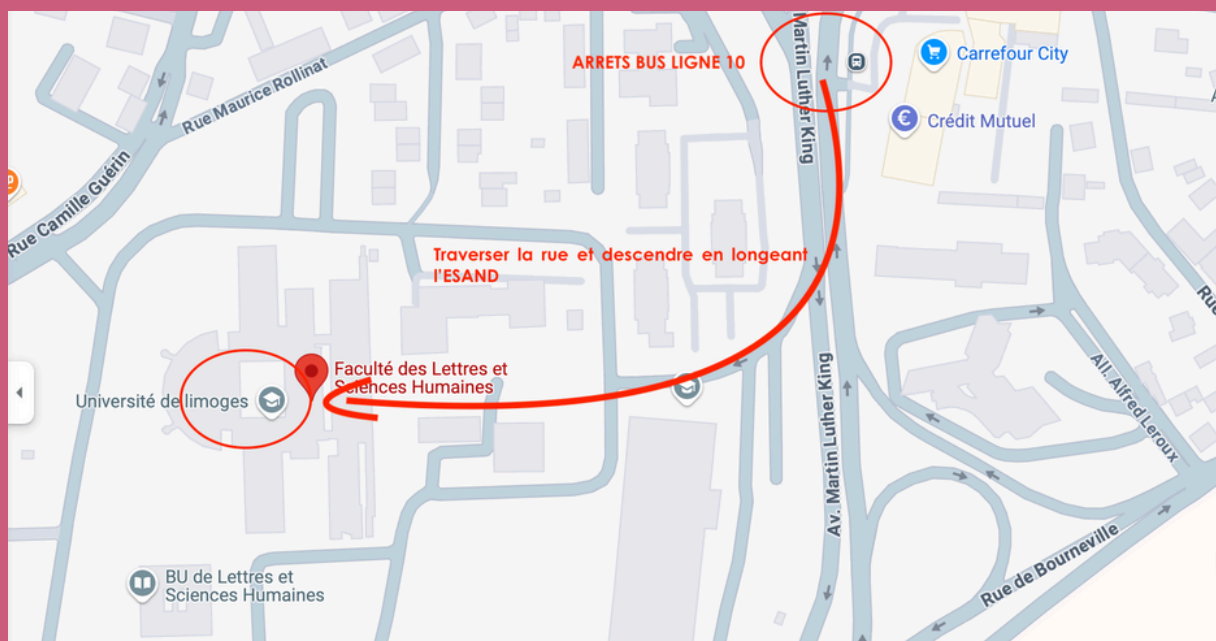 ARRETS BUS LIGNE 10
Martin Luther King
Carrefour City
Crédit Mutuel
Rue Maurice Rollinat
Rue Camille Guérin
Traverser la rue et descendre en longeant
l'ESAND
Faculté des Lettres et
Sciences Humaines
Université de limoges
Av. Martin Luther King
All. Alfred Leroux
Rue de Bourneville
BU de Lettres et
Sciences Humaines